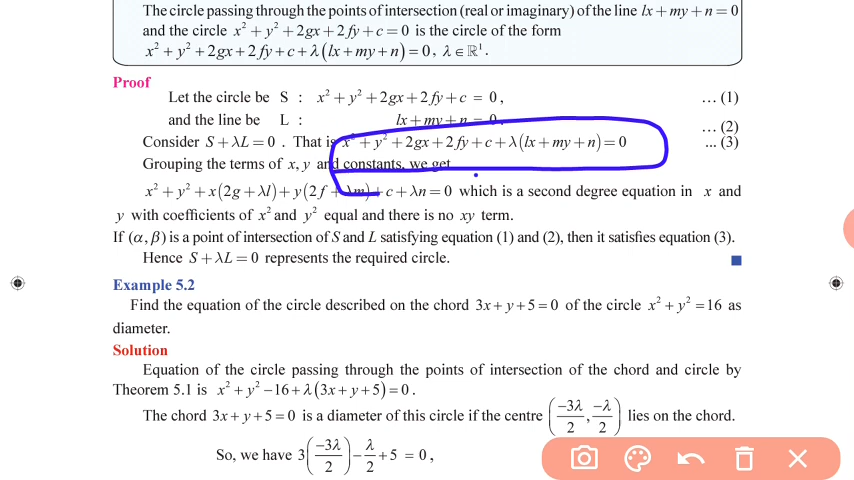 The circle passing through the points of intersection (real or imaginary) of the line lx + my + n = 0
and the circle x² + y² + 2gx + 2fy + c = 0 is the circle of the form
x² + y² + 2gx + 2fy + c + λ(lx + my + n) = 0, λ ∈ ℝ¹.
Proof
Let the circle be S : x² + y² + 2gx + 2fy + c = 0, ... (1)
and the line be L : lx + my + n = 0. ... (2)
Consider S + λL = 0 . That is x² + y² + 2gx + 2fy + c + λ(lx + my + n) = 0 ... (3)
Grouping the terms of x, y and constants, we get
x² + y² + x(2g + λl) + y(2f + λm) + c + λn = 0 which is a second degree equation in x and
y with coefficients of x² and y² equal and there is no xy term.
If (α, β) is a point of intersection of S and L satisfying equation (1) and (2), then it satisfies equation (3).
Hence S + λL = 0 represents the required circle.
Example 5.2
Find the equation of the circle described on the chord 3x + y + 5 = 0 of the circle x² + y² = 16 as
diameter.
Solution
Equation of the circle passing through the points of intersection of the chord and circle by
Theorem 5.1 is x² + y² − 16 + λ(3x + y + 5) = 0.
The chord 3x + y + 5 = 0 is a diameter of this circle if the centre (−3λ/2, −λ/2) lies on the chord.
So, we have 3(−3λ/2) − λ/2 + 5 = 0,